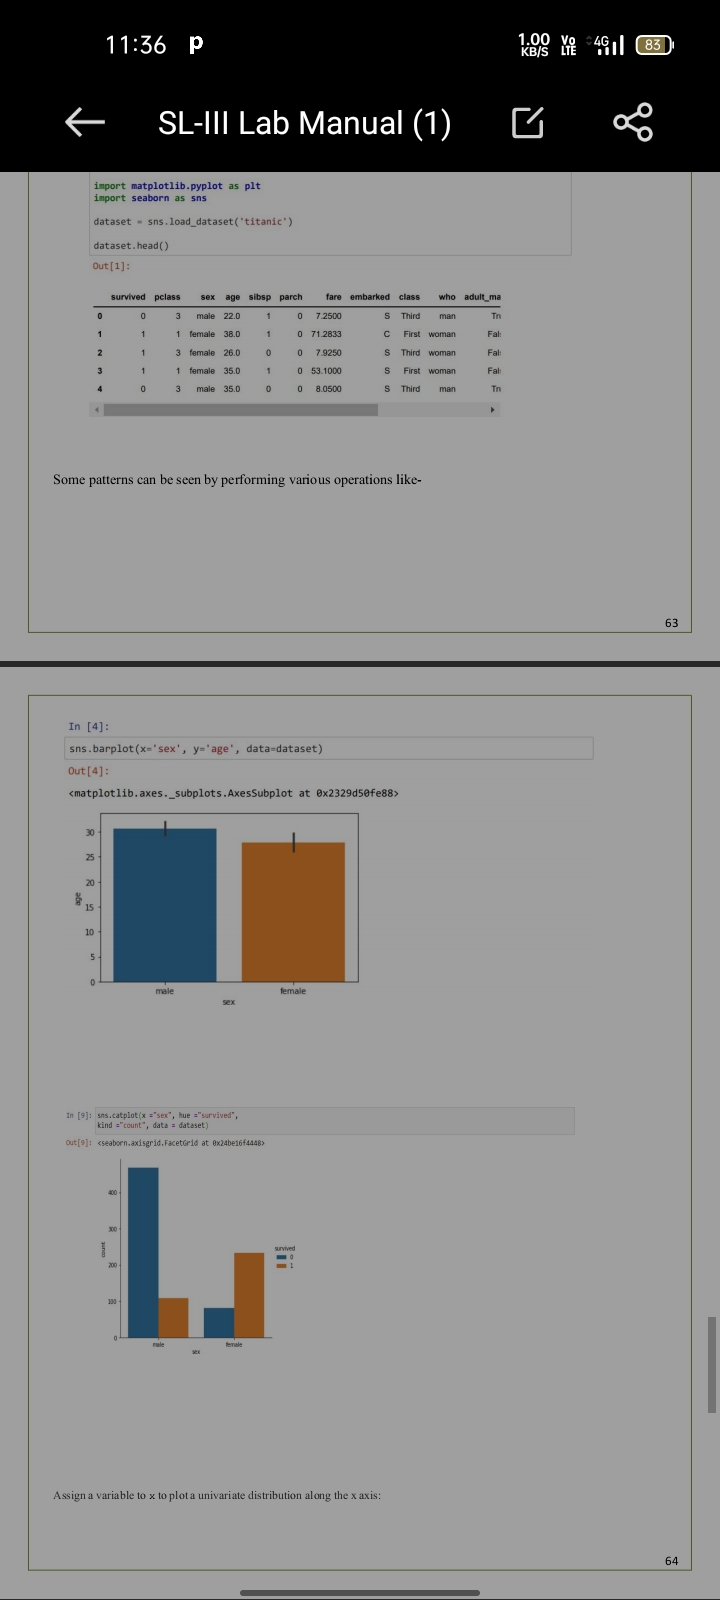 11:36
1.00 KB/S Vo LTE 4G 83
SL-III Lab Manual (1)
import matplotlib.pyplot as plt
import seaborn as sns
dataset = sns.load_dataset('titanic')
dataset.head()
Out[1]:
survived pclass sex age sibsp parch fare embarked class who adult_ma
0 0 3 male 22.0 1 0 7.2500 S Third man Tru
1 1 1 female 38.0 1 0 71.2833 C First woman Fals
2 1 3 female 26.0 0 0 7.9250 S Third woman Fals
3 1 1 female 35.0 1 0 53.1000 S First woman Fals
4 0 3 male 35.0 0 0 8.0500 S Third man Tru
Some patterns can be seen by performing various operations like-
63
In [4]:
sns.barplot(x='sex', y='age', data=dataset)
Out[4]:
<matplotlib.axes._subplots.AxesSubplot at 0x2329d50fe88>
30
25
20
15
10
5
0
age
male female
sex
In [9]: sns.catplot(x ="sex", hue ="survived",
kind ="count", data = dataset)
Out[9]: <seaborn.axisgrid.FacetGrid at 0x24be16f4448>
400
300
200
100
0
count
survived
0
1
male female
sex
Assign a variable to x to plot a univariate distribution along the x axis:
64